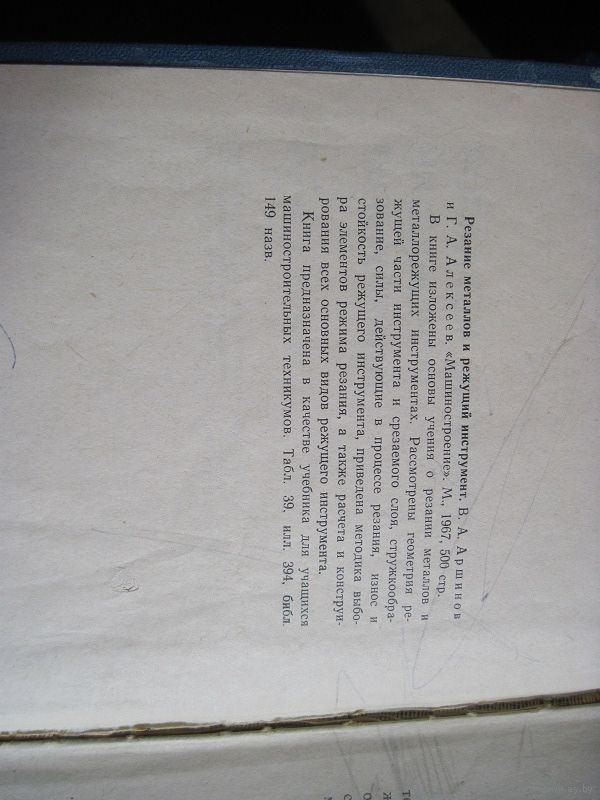 Резание металлов и режущий инструмент. В. А. Аршинов
и Г. А. Алексеев. «Машиностроение». М., 1967, 500 стр.
В книге изложены основы учения о резании металлов и
металлорежущих инструментах. Рассмотрены геометрия ре-
жущей части инструмента и срезаемого слоя, стружкообра-
зование, силы, действующие в процессе резания, износ и
стойкость режущего инструмента, приведена методика выбо-
ра элементов режима резания, а также расчета и конструи-
рования всех основных видов режущего инструмента.
Книга предназначена в качестве учебника для учащихся
машиностроительных техникумов. Табл. 39, илл. 394, библ.
149 назв.